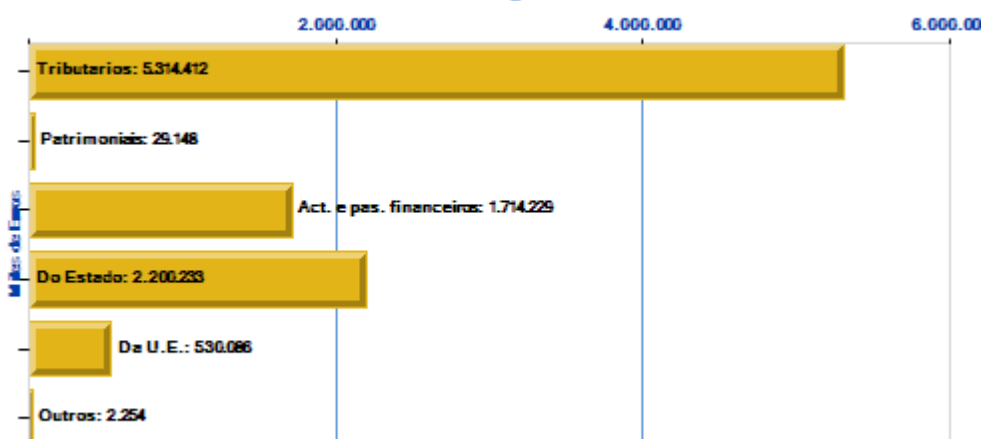 2.000.000 4.000.000 6.000.00
Tributarios: 5.314.412
Patrimoniais: 29.148
Act. e pas. financeiros: 1.714.229
Miles de Euros
Do Estado: 2.200.233
Da U.E.: 530.086
Outros: 2.254